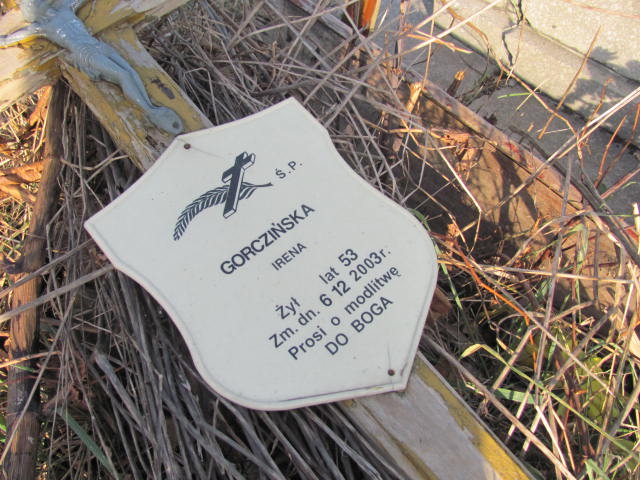 Ś.P.
GORCZIŃSKA
IRENA
Żył lat 53
Zm. dn. 6 12 2003r.
Prosi o modlitwę
DO BOGA